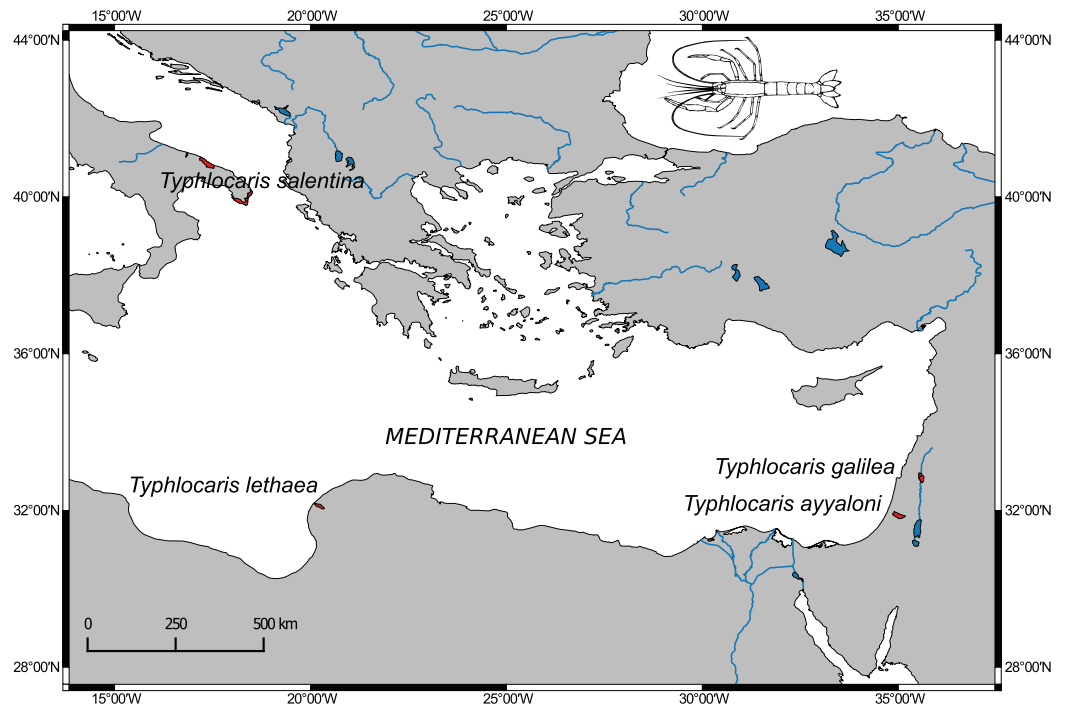 15°00'W 20°00'W 25°00'W 30°00'W 35°00'W
44°00'N 44°00'N
Typhlocaris salentina
40°00'N 40°00'N
36°00'N 36°00'N
MEDITERRANEAN SEA
Typhlocaris galilea
Typhlocaris lethaea
Typhlocaris ayyaloni
32°00'N 32°00'N
0 250 500 km
28°00'N 28°00'N
15°00'W 20°00'W 25°00'W 30°00'W 35°00'W